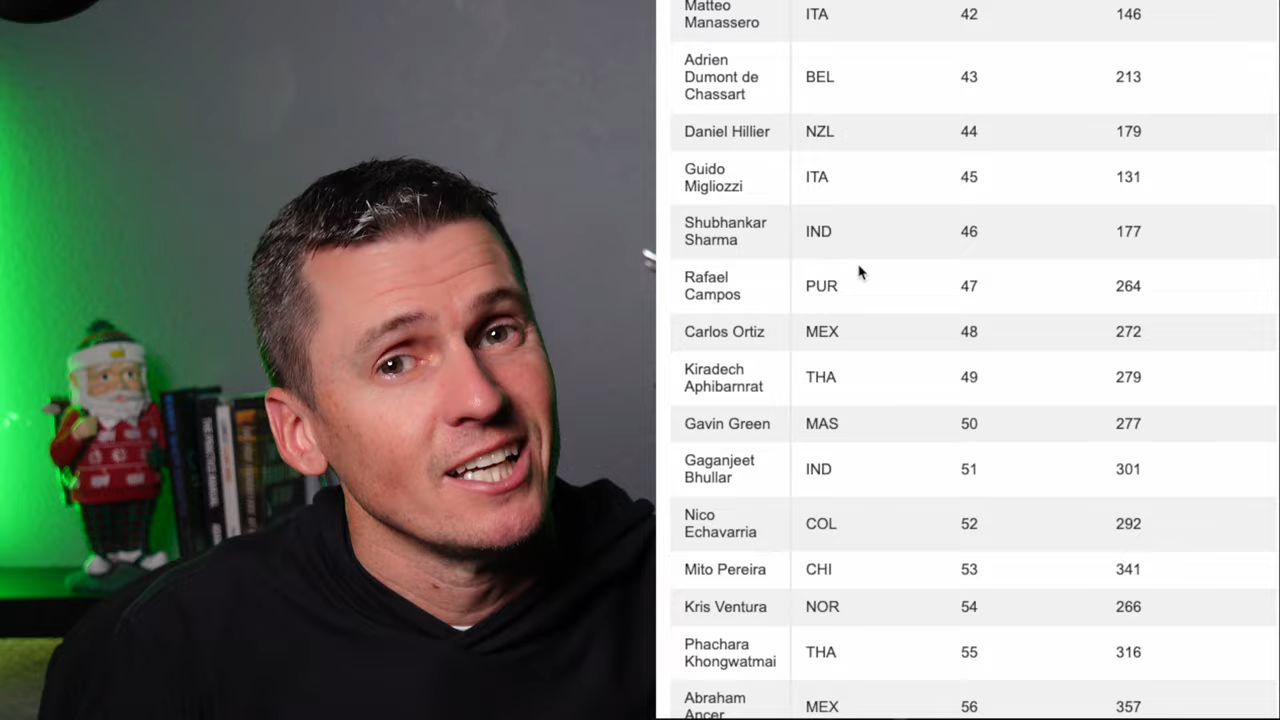 Matteo
Manassero ITA 42 146
Adrien
Dumont de
Chassart BEL 43 213
Daniel Hillier NZL 44 179
Guido
Migliozzi ITA 45 131
Shubhankar
Sharma IND 46 177
Rafael
Campos PUR 47 264
Carlos Ortiz MEX 48 272
Kiradech
Aphibarnrat THA 49 279
Gavin Green MAS 50 277
Gaganjeet
Bhullar IND 51 301
Nico
Echavarria COL 52 292
Mito Pereira CHI 53 341
Kris Ventura NOR 54 266
Phachara
Khongwatmai THA 55 316
Abraham
Ancer MEX 56 357